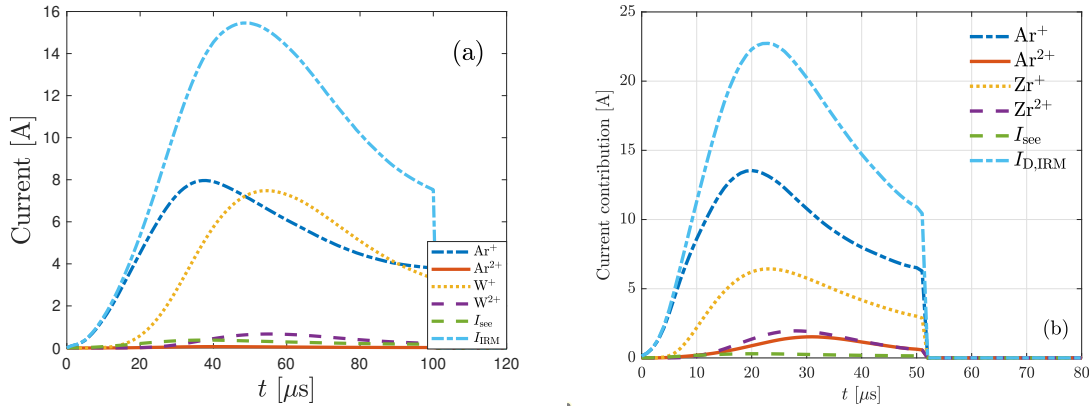 (a)
Current [A]
16
14
12
10
8
6
4
2
0
0 20 40 60 80 100 120
t [μs]
Ar⁺
Ar²⁺
W⁺
W²⁺
I_see
I_IRM
(b)
Current contribution [A]
25
20
15
10
5
0
0 10 20 30 40 50 60 70 80
t [μs]
Ar⁺
Ar²⁺
Zr⁺
Zr²⁺
I_see
I_D,IRM